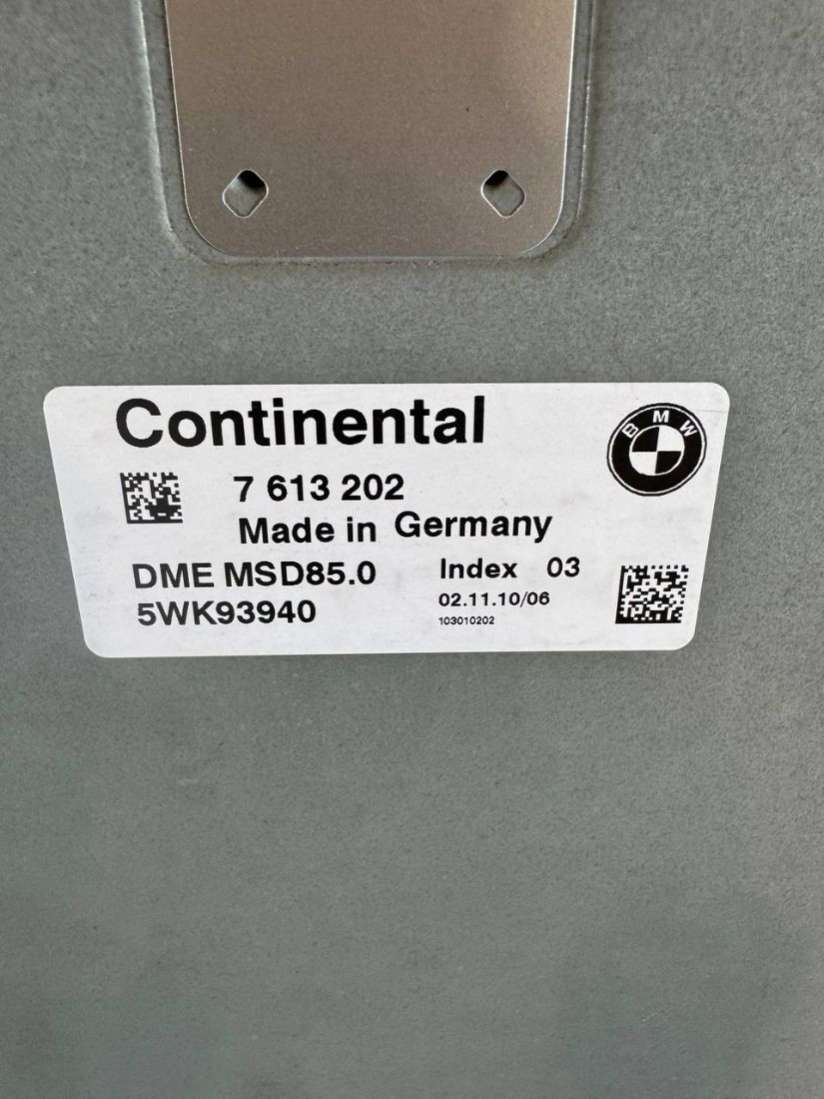 Continental
BMW
7 613 202
Made in Germany
DME MSD85.0 Index 03
5WK93940 02.11.10/06
103010202